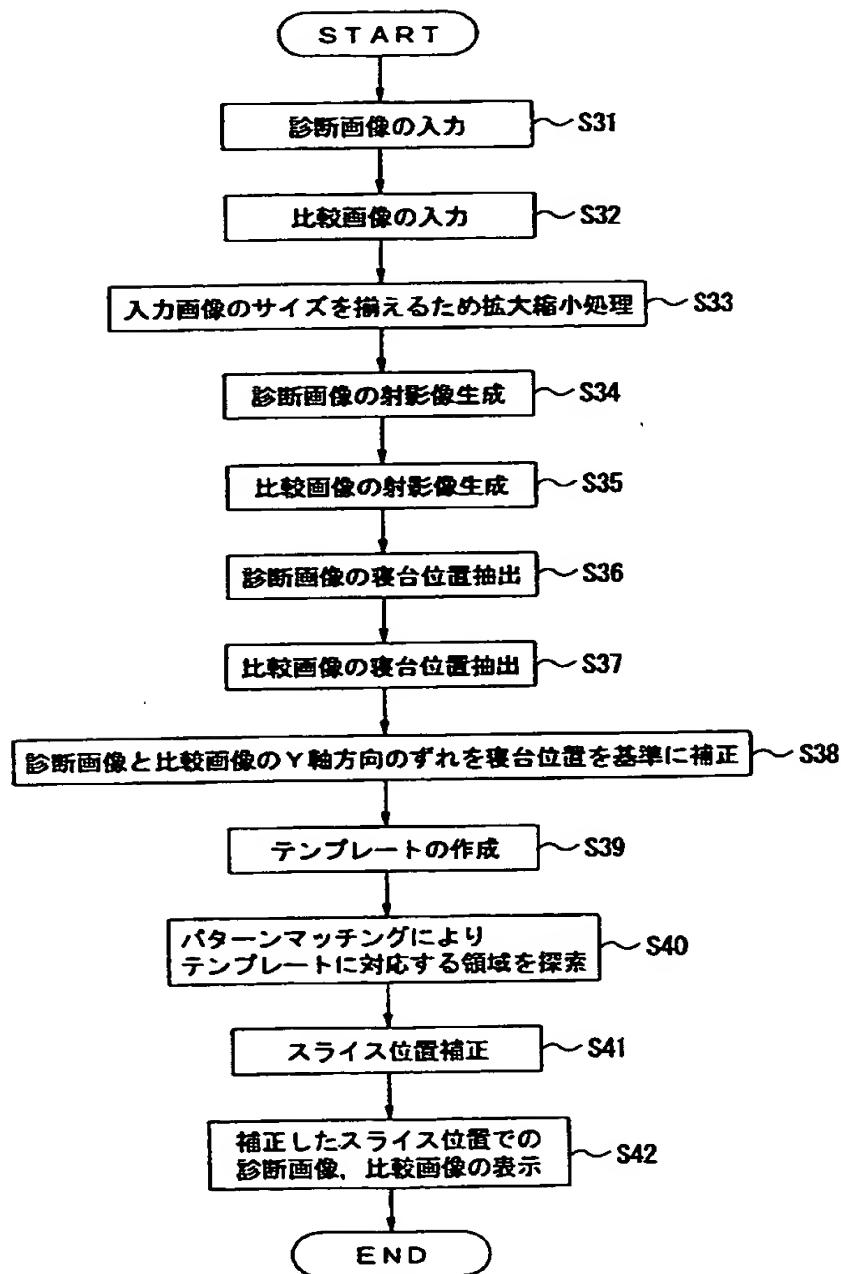 START
診断画像の入力 S31
比較画像の入力 S32
入力画像のサイズを揃えるため拡大縮小処理 S33
診断画像の射影像生成 S34
比較画像の射影像生成 S35
診断画像の寝台位置抽出 S36
比較画像の寝台位置抽出 S37
診断画像と比較画像のY軸方向のずれを寝台位置を基準に補正 S38
テンプレートの作成 S39
パターンマッチングにより
テンプレートに対応する領域を探索 S40
スライス位置補正 S41
補正したスライス位置での
診断画像,比較画像の表示 S42
END